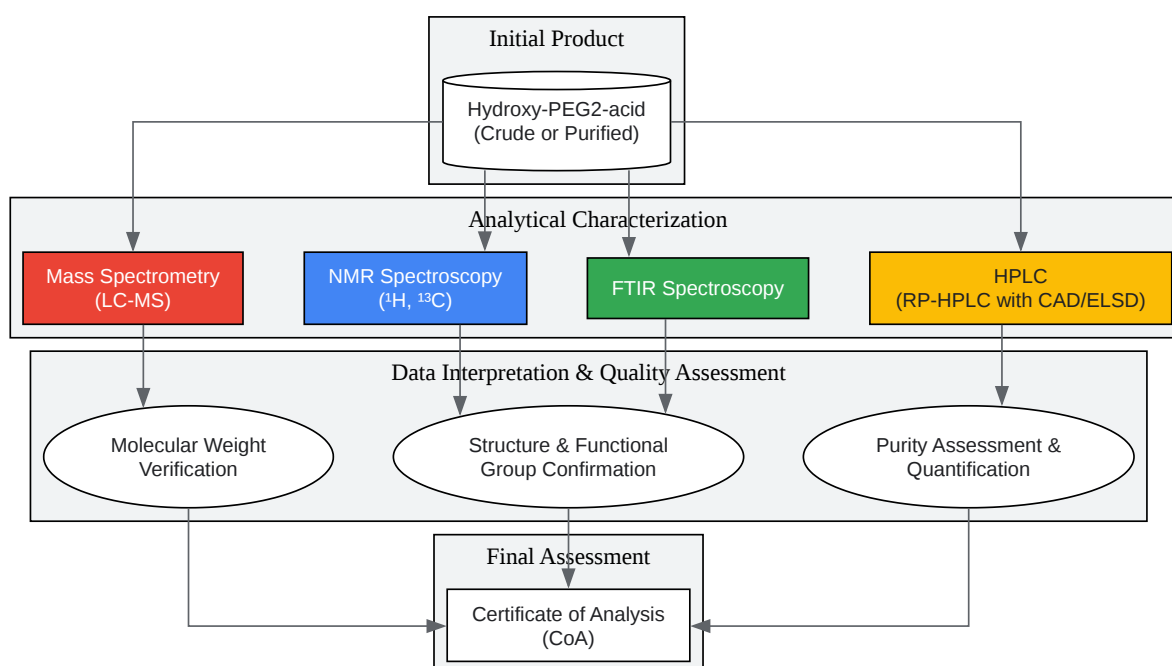 Initial Product
Hydroxy-PEG2-acid
(Crude or Purified)
Analytical Characterization
Mass Spectrometry
(LC-MS)
NMR Spectroscopy
(¹H, ¹³C)
FTIR Spectroscopy
HPLC
(RP-HPLC with CAD/ELSD)
Data Interpretation & Quality Assessment
Molecular Weight
Verification
Structure & Functional
Group Confirmation
Purity Assessment &
Quantification
Final Assessment
Certificate of Analysis
(CoA)